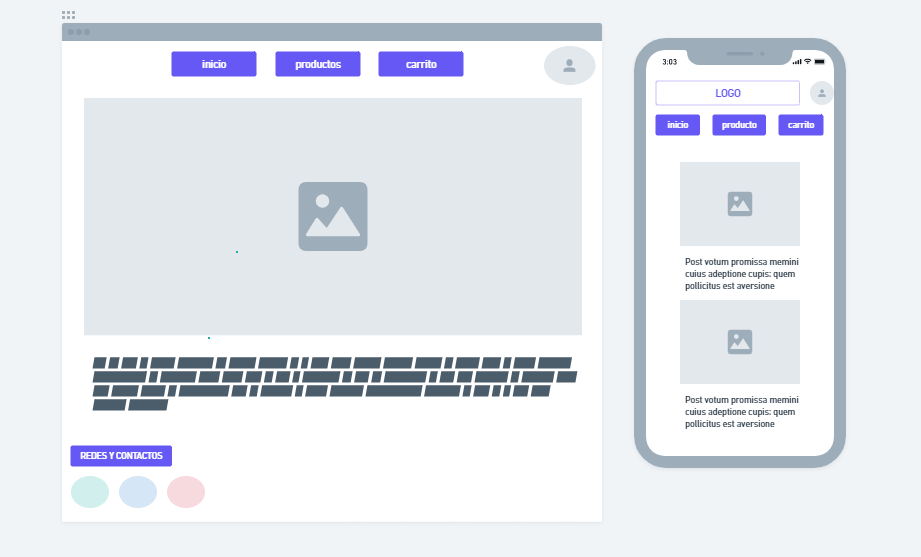 inicio productos carrito
REDES Y CONTACTOS
3:03
LOGO
inicio producto carrito
Post votum promissa memini
cuius adeptione cupis: quem
pollicitus est aversione
Post votum promissa memini
cuius adeptione cupis: quem
pollicitus est aversione